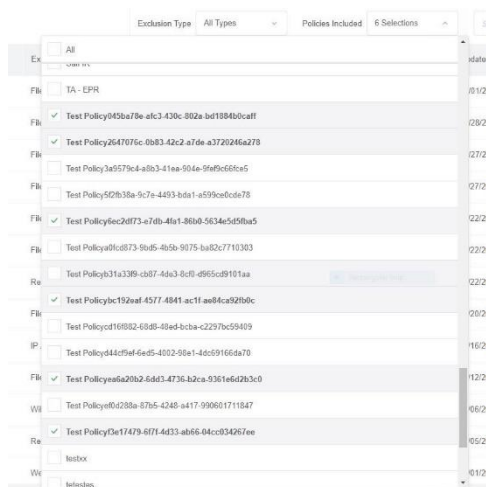 Exclusion Type All Types Policies Included 6 Selections
All
TA - EPR
Test Policy045ba78e-afc3-430c-802a-bd1884b0caff
Test Policy2647076c-0b83-42c2-a7de-a3720246a278
Test Policy3a9579c4-a8b3-41ea-904e-9fef9c66fce5
Test Policy5f2fb38a-9c7e-4493-bda1-a599ce0cde78
Test Policy6ec2df73-e7db-4fa1-86b0-5634e5d5fba5
Test Policya0fcd873-9bd5-4b5b-9075-ba82c7710303
Test Policyb31a33f9-cb87-4de3-8cf0-d965cd9101aa
Test Policybc192eaf-4577-4841-ac1f-ae84ca92fb0c
Test Policycd16f882-68d8-48ed-bcba-c2297bc59409
Test Policyd44cf9ef-6ed5-4002-98e1-4dc69166da70
Test Policyea6a20b2-6dd3-4736-b2ca-9361e6d2b3c0
Test Policyef0d288a-87b5-4248-a417-990601711847
Test Policyf3e17479-6f7f-4d33-ab66-04cc034267ee
testxx